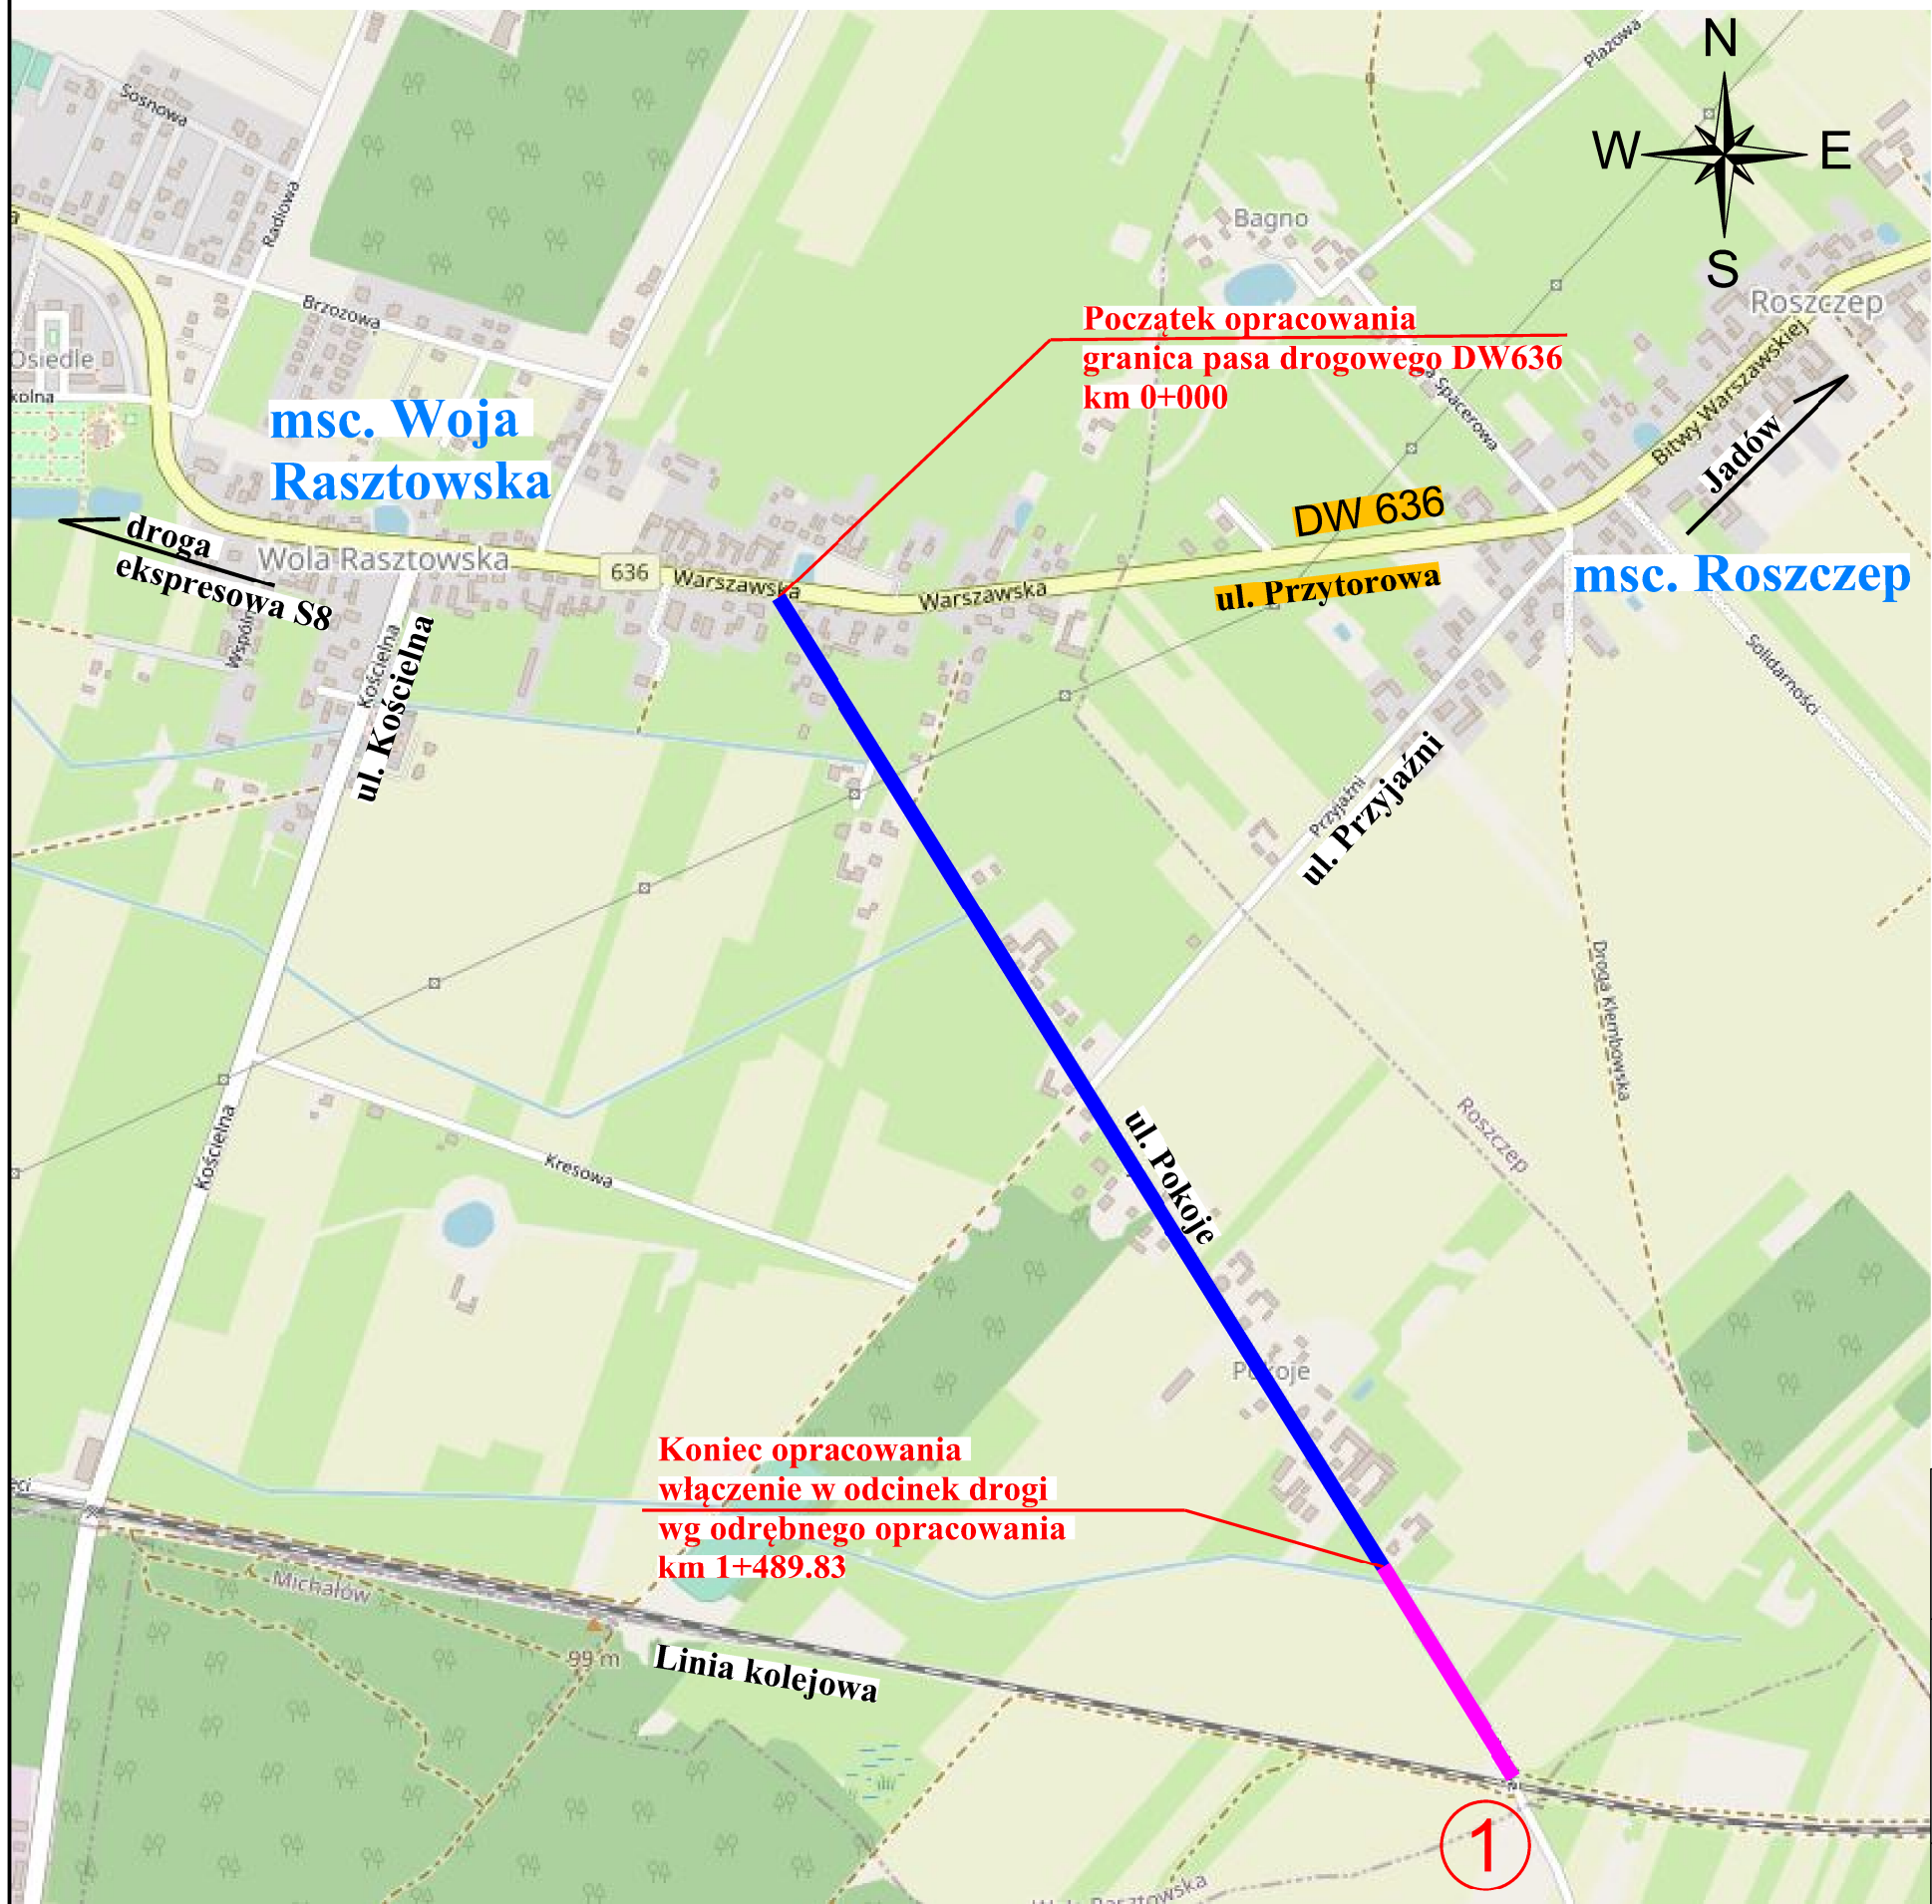 N
W
E
S
Plażowa
Sosnowa
Radiowa
Bagno
Brzozowa
Roszczep
Początek opracowania
granica pasa drogowego DW636
km 0+000
Osiedle
kolna
Spacerowa
Bitwy Warszawskiej
Jadów
msc. Woja
Rasztowska
droga
ekspresowa S8
Wola Rasztowska
636
Warszawska
Warszawska
DW 636
ul. Przytorowa
msc. Roszczep
Kościelna
ul. Kościelna
Solidarności
Przyjaźni
ul. Przyjaźni
Droga Klembowska
Kościelna
Kresowa
ul. Pokoje
Roszczep
Pokoje
Koniec opracowania
włączenie w odcinek drogi
wg odrębnego opracowania
km 1+489.83
Michałów
99 m
Linia kolejowa
1
Wola Rasztowska